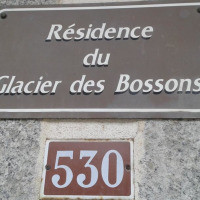 Résidence
du
Glacier des Bossons
530